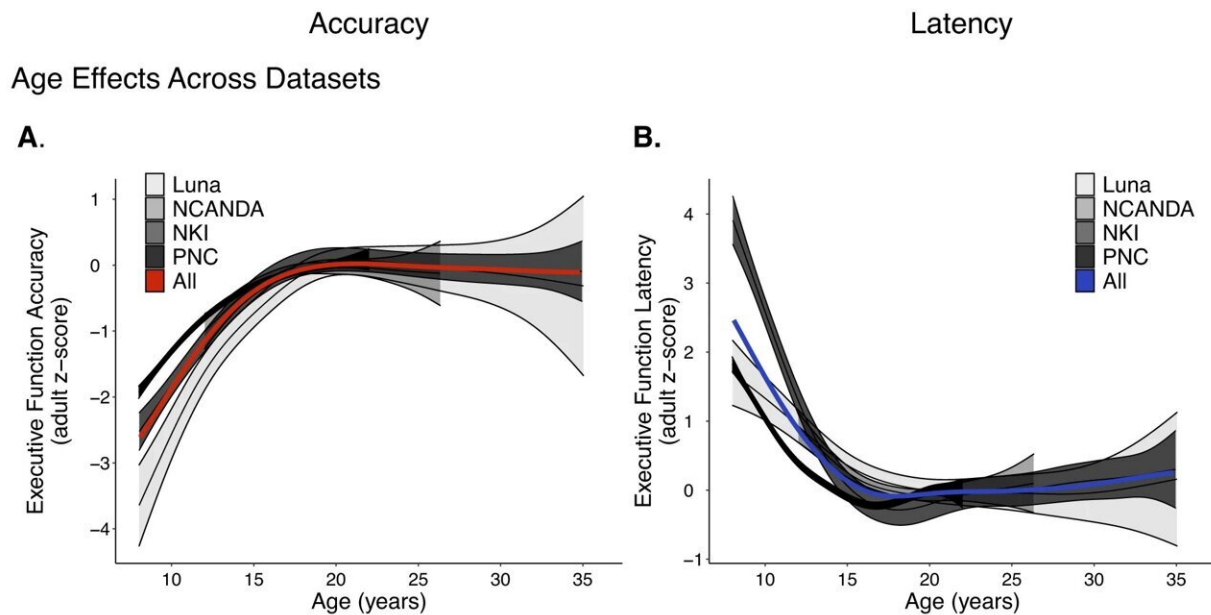 Accuracy
Latency
Age Effects Across Datasets
A.
B.
Luna
NCANDA
NKI
PNC
All
1
0
−1
−2
−3
−4
Executive Function Accuracy
(adult z−score)
10
15
20
25
30
35
Age (years)
Luna
NCANDA
NKI
PNC
All
4
3
2
1
0
−1
Executive Function Latency
(adult z−score)
10
15
20
25
30
35
Age (years)